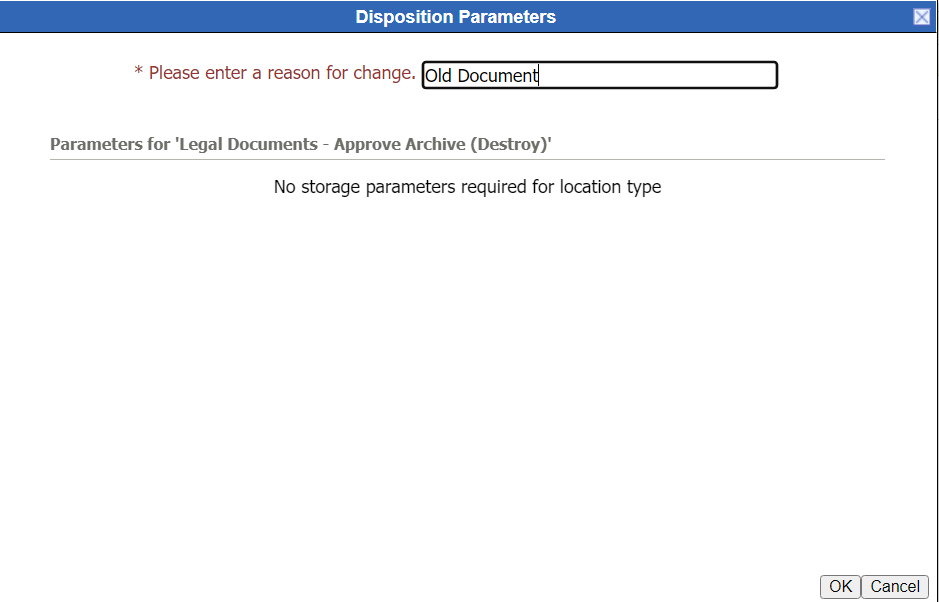 Disposition Parameters
* Please enter a reason for change. Old Document
Parameters for 'Legal Documents - Approve Archive (Destroy)'
No storage parameters required for location type
OK Cancel